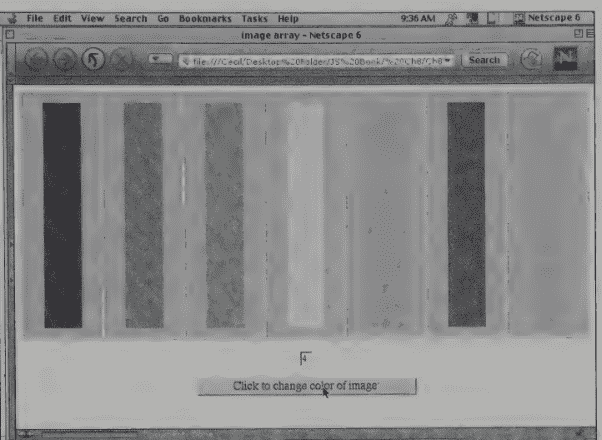 File Edit View Search Go Bookmarks Tasks Help 9:36 AM Netscape 6
image array - Netscape 6
Search N
4
Click to change color of image